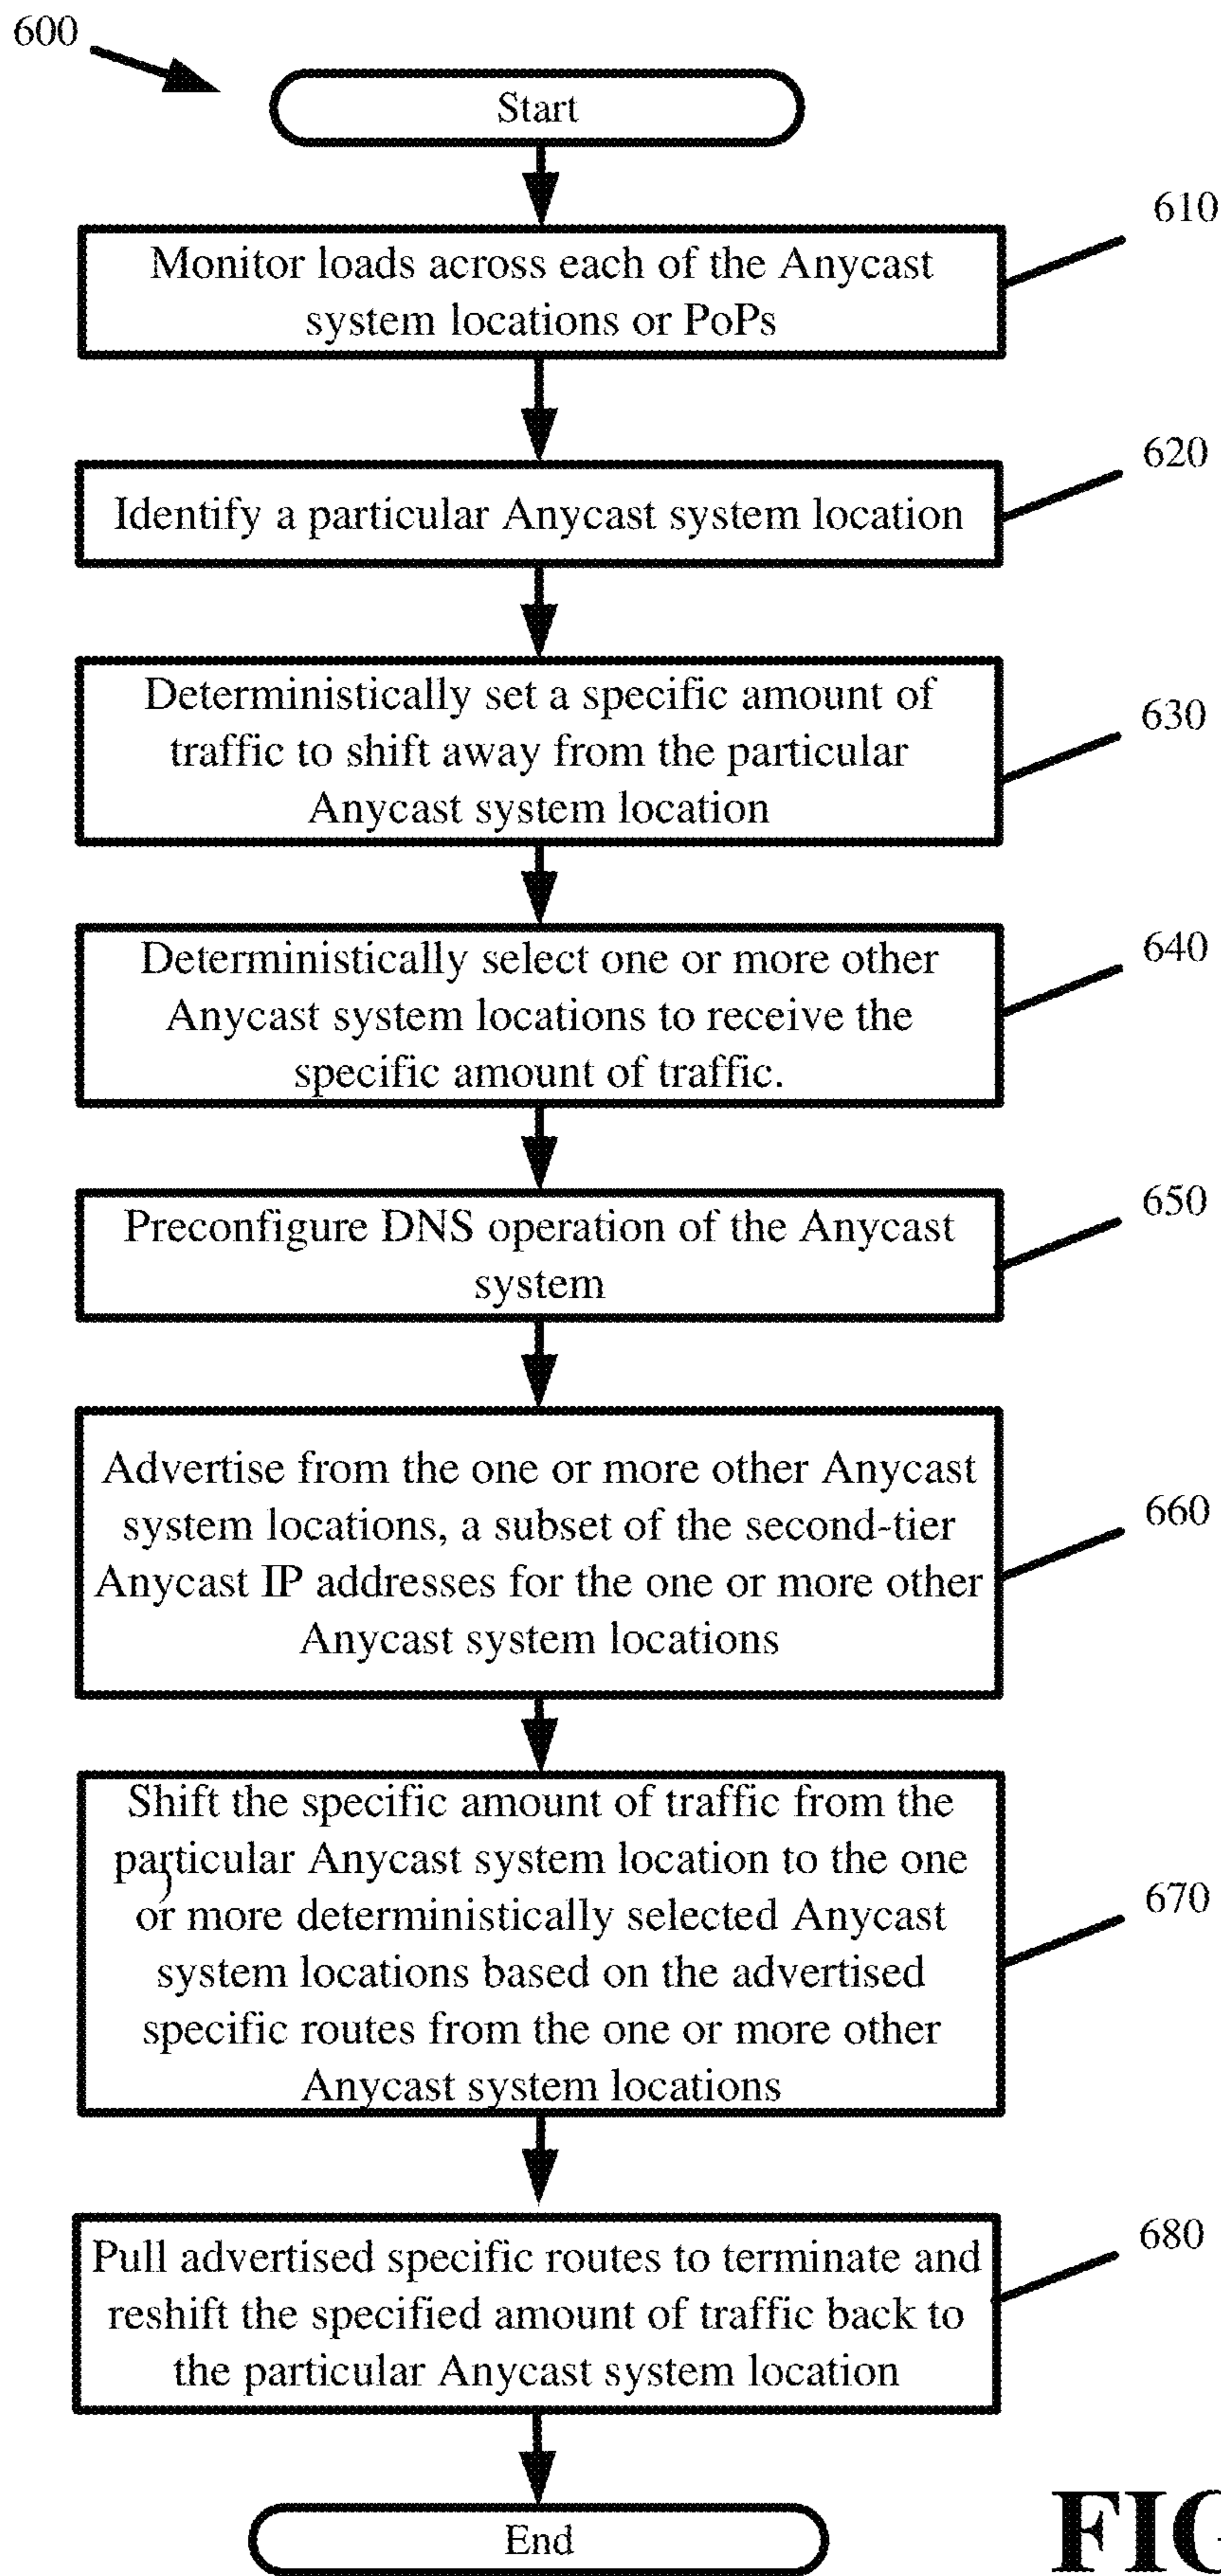 600
Start
610
Monitor loads across each of the Anycast
system locations or PoPs
620
Identify a particular Anycast system location
630
Deterministically set a specific amount of
traffic to shift away from the particular
Anycast system location
640
Deterministically select one or more other
Anycast system locations to receive the
specific amount of traffic.
650
Preconfigure DNS operation of the Anycast
system
660
Advertise from the one or more other Anycast
system locations, a subset of the second-tier
Anycast IP addresses for the one or more other
Anycast system locations
670
Shift the specific amount of traffic from the
particular Anycast system location to the one
or more deterministically selected Anycast
system locations based on the advertised
specific routes from the one or more other
Anycast system locations
680
Pull advertised specific routes to terminate and
reshift the specified amount of traffic back to
the particular Anycast system location
End
FIG